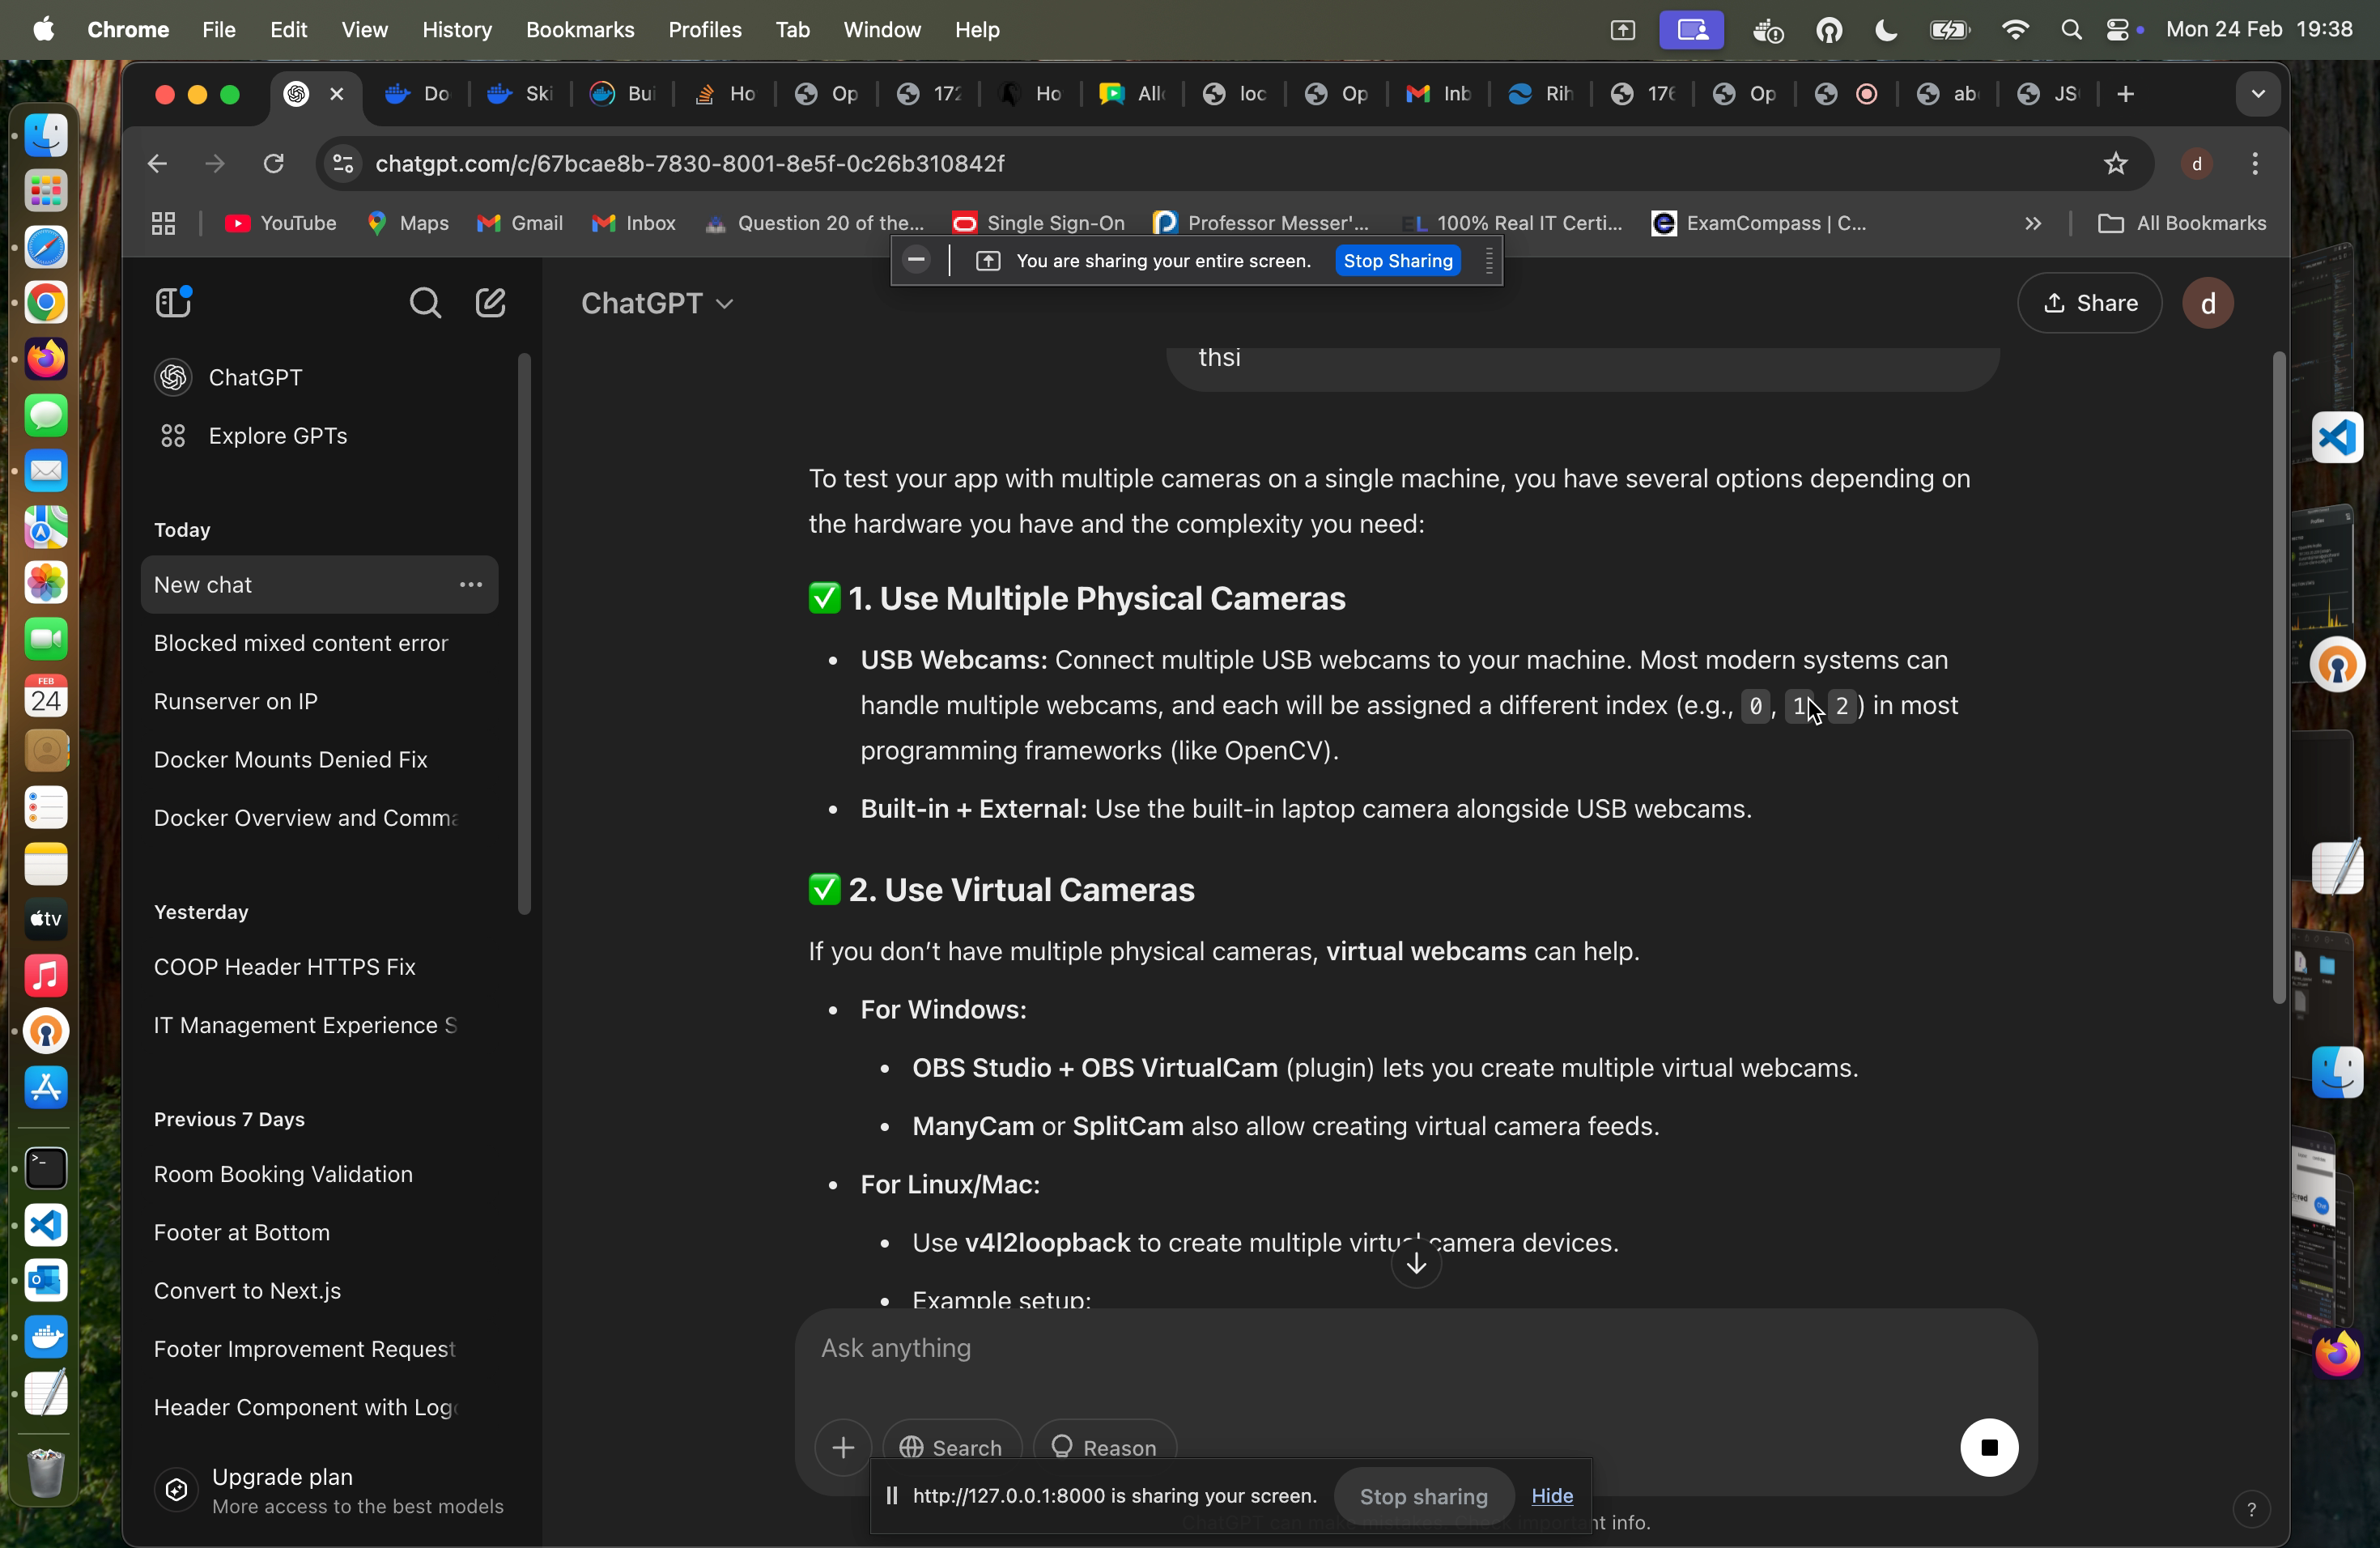 Chrome File Edit View History Bookmarks Profiles Tab Window Help Mon 24 Feb 19:38
Do Ski Bui Ho Op 172 Ho All loc Op Inb Rih 176 Op ab JS
chatgpt.com/c/67bcae8b-7830-8001-8e5f-0c26b310842f d
YouTube Maps Gmail Inbox Question 20 of the... Single Sign-On Professor Messer'... EL 100% Real IT Certi... ExamCompass | C... All Bookmarks
You are sharing your entire screen. Stop Sharing
ChatGPT Share d
ChatGPT
Explore GPTs
Today
New chat
Blocked mixed content error
Runserver on IP
Docker Mounts Denied Fix
Docker Overview and Comma
Yesterday
COOP Header HTTPS Fix
IT Management Experience S
Previous 7 Days
Room Booking Validation
Footer at Bottom
Convert to Next.js
Footer Improvement Request
Header Component with Logo
Upgrade plan
More access to the best models
thsi
To test your app with multiple cameras on a single machine, you have several options depending on
the hardware you have and the complexity you need:
✅ 1. Use Multiple Physical Cameras
• USB Webcams: Connect multiple USB webcams to your machine. Most modern systems can
handle multiple webcams, and each will be assigned a different index (e.g., 0, 1, 2) in most
programming frameworks (like OpenCV).
• Built-in + External: Use the built-in laptop camera alongside USB webcams.
✅ 2. Use Virtual Cameras
If you don't have multiple physical cameras, virtual webcams can help.
• For Windows:
• OBS Studio + OBS VirtualCam (plugin) lets you create multiple virtual webcams.
• ManyCam or SplitCam also allow creating virtual camera feeds.
• For Linux/Mac:
• Use v4l2loopback to create multiple virtual camera devices.
• Example setup:
Ask anything
Search Reason
http://127.0.0.1:8000 is sharing your screen. Stop sharing Hide
ChatGPT can make mistakes. Check important info.
?
FEB
24
tv